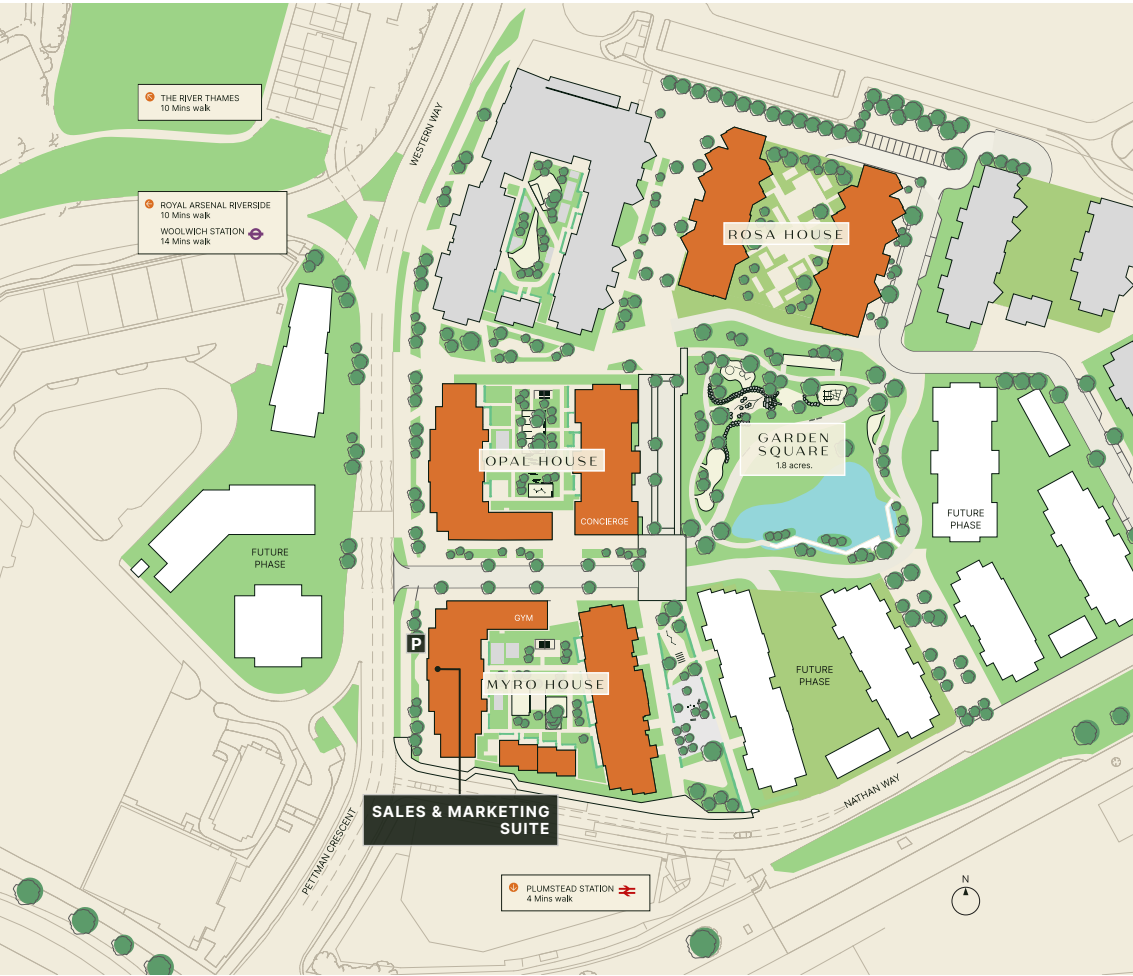 THE RIVER THAMES
10 Mins walk
WESTERN WAY
ROYAL ARSENAL RIVERSIDE
10 Mins walk
WOOLWICH STATION
14 Mins walk
ROSA HOUSE
GARDEN
SQUARE
1.8 acres.
OPAL HOUSE
CONCIERGE
FUTURE
PHASE
FUTURE
PHASE
GYM
P
MYRO HOUSE
FUTURE
PHASE
SALES & MARKETING
SUITE
NATHAN WAY
PETTMAN CRESCENT
PLUMSTEAD STATION
4 Mins walk
N